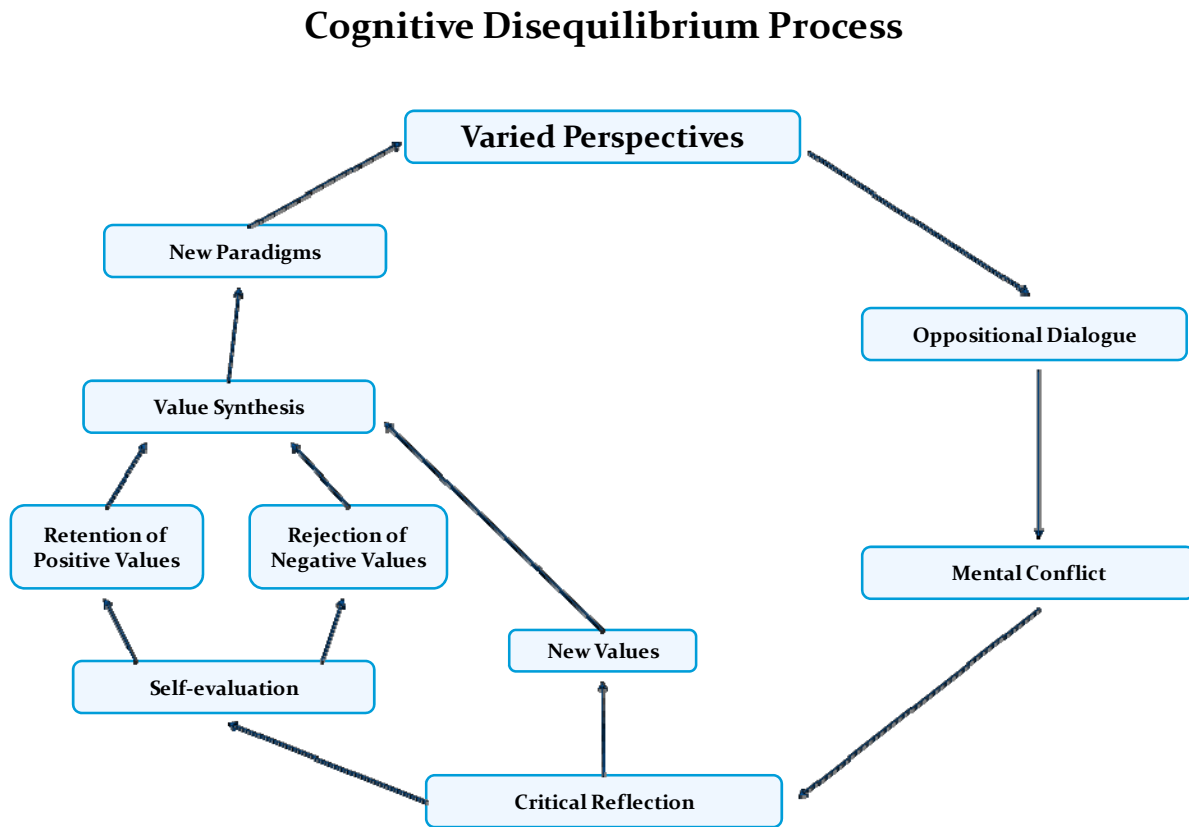 Cognitive Disequilibrium Process
Varied Perspectives
New Paradigms
Oppositional Dialogue
Value Synthesis
Retention of
Positive Values
Rejection of
Negative Values
Mental Conflict
New Values
Self-evaluation
Critical Reflection